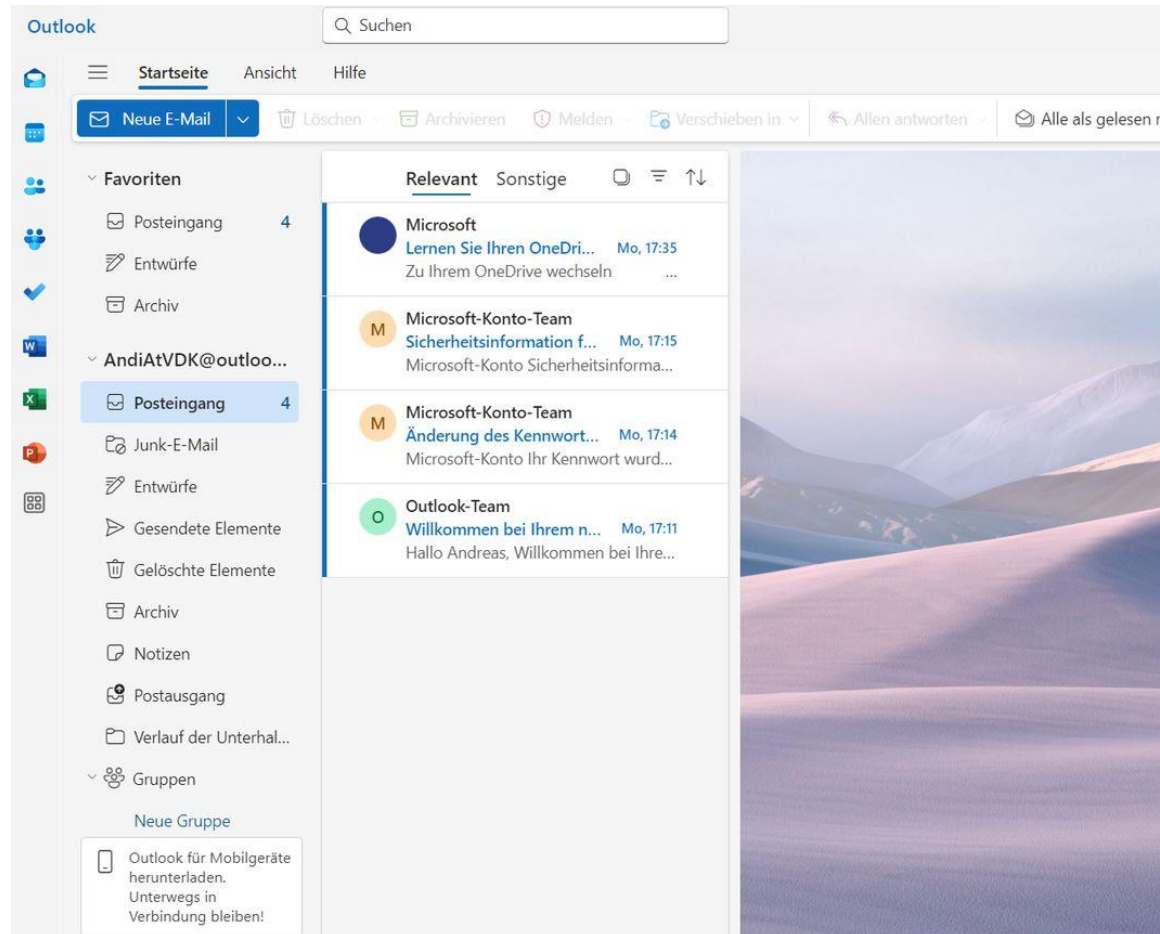 Outlook
Suchen
Startseite Ansicht Hilfe
Neue E-Mail Löschen Archivieren Melden Verschieben in Allen antworten Alle als gelesen
Favoriten
Posteingang 4
Entwürfe
Archiv
AndiAtVDK@outloo...
Posteingang 4
Junk-E-Mail
Entwürfe
Gesendete Elemente
Gelöschte Elemente
Archiv
Notizen
Postausgang
Verlauf der Unterhal...
Gruppen
Neue Gruppe
Outlook für Mobilgeräte
herunterladen.
Unterwegs in
Verbindung bleiben!
Relevant Sonstige
Microsoft
Lernen Sie Ihren OneDri... Mo, 17:35
Zu Ihrem OneDrive wechseln ...
M
Microsoft-Konto-Team
Sicherheitsinformation f... Mo, 17:15
Microsoft-Konto Sicherheitsinforma...
M
Microsoft-Konto-Team
Änderung des Kennwort... Mo, 17:14
Microsoft-Konto Ihr Kennwort wurd...
O
Outlook-Team
Willkommen bei Ihrem n... Mo, 17:11
Hallo Andreas, Willkommen bei Ihre...